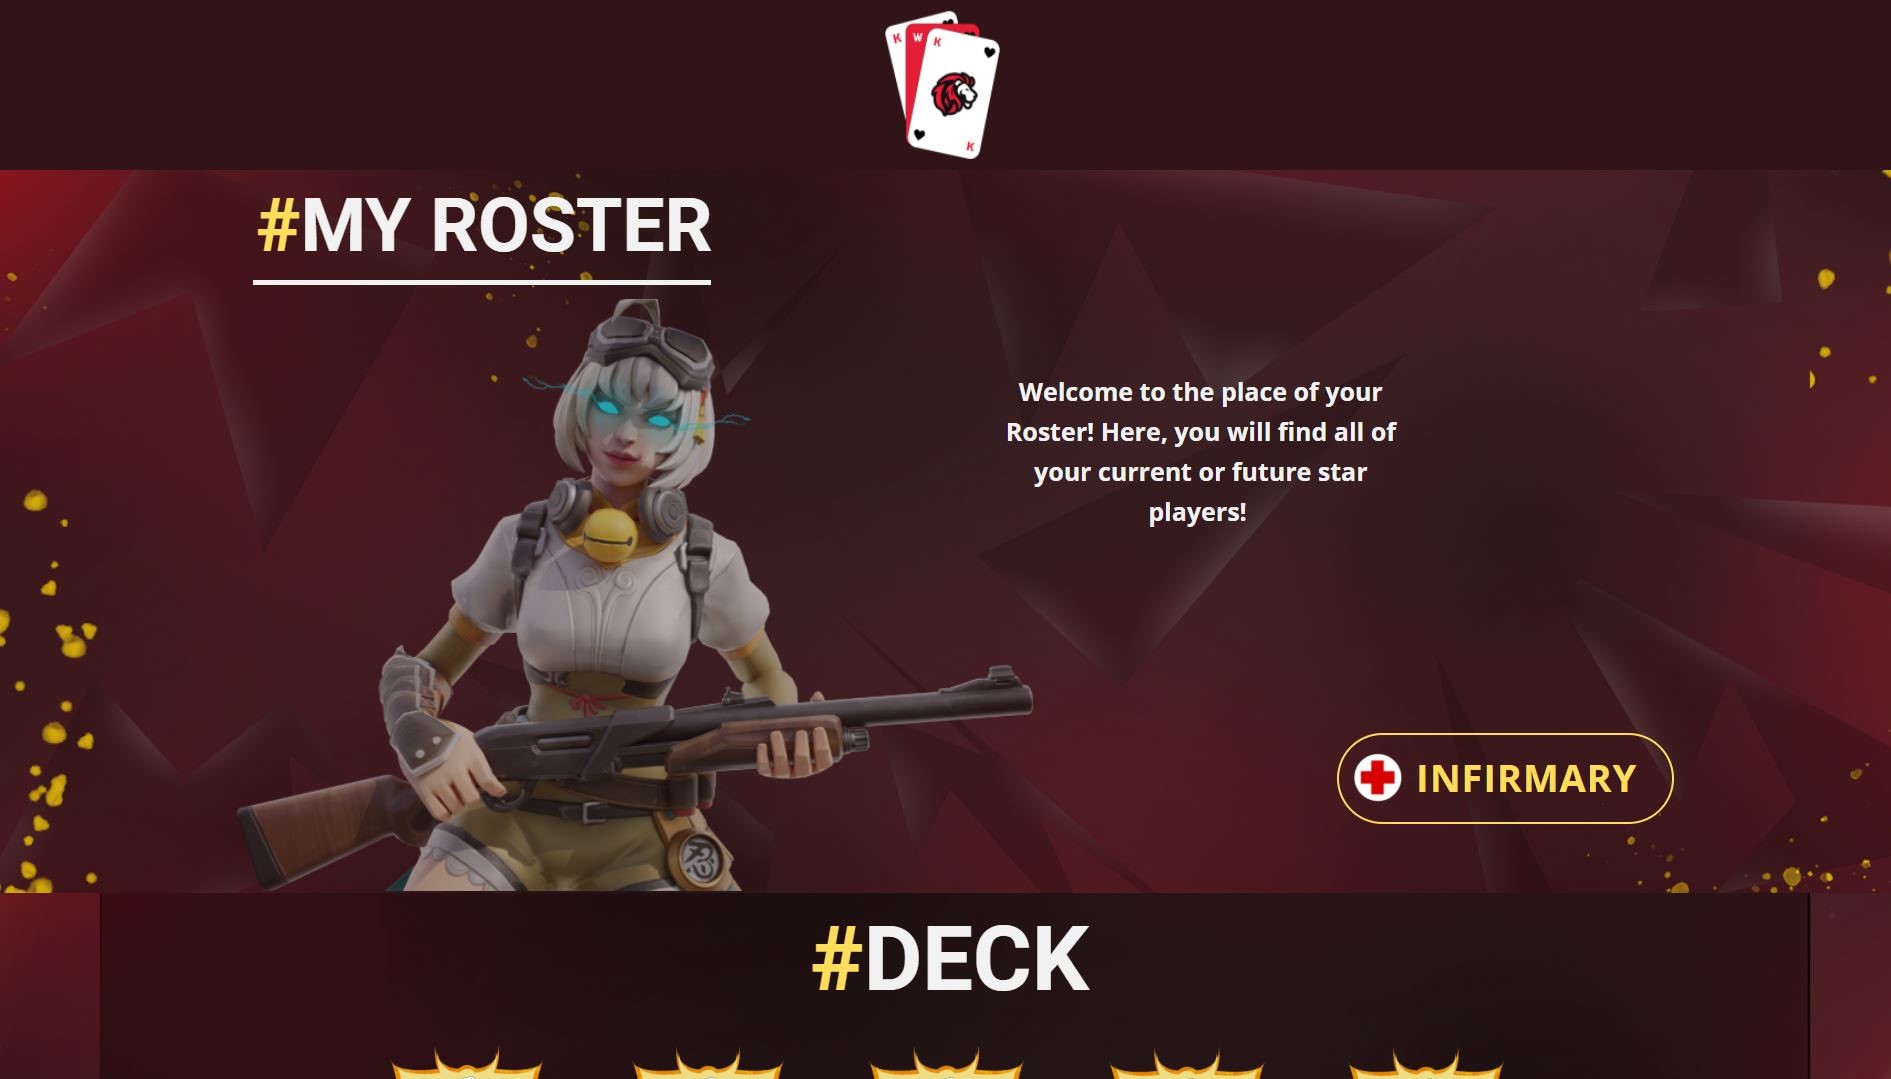 K W K
K
#MY ROSTER
Welcome to the place of your
Roster! Here, you will find all of
your current or future star
players!
忍
INFIRMARY
#DECK